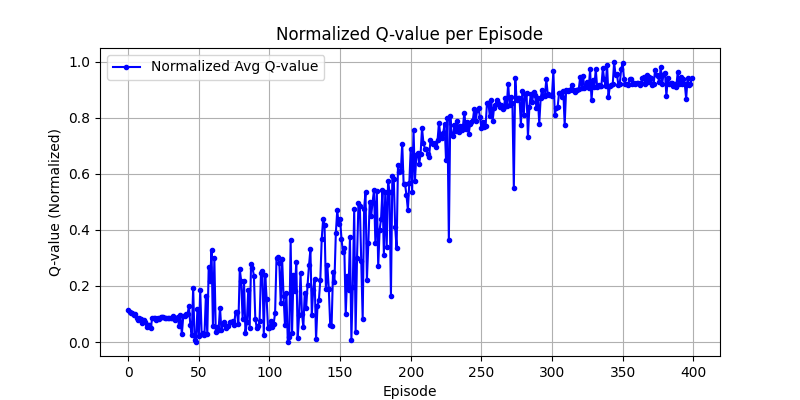 Normalized Q-value per Episode
Normalized Avg Q-value
1.0
0.8
0.6
0.4
0.2
0.0
Q-value (Normalized)
0 50 100 150 200 250 300 350 400
Episode